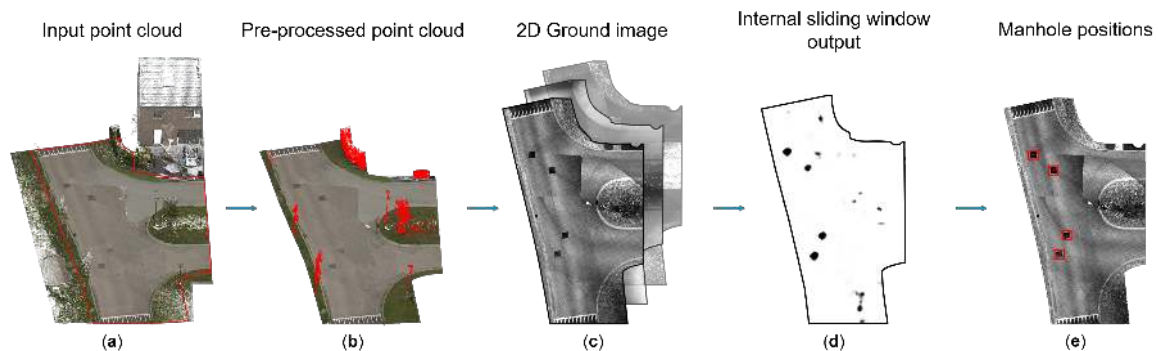 Input point cloud
Pre-processed point cloud
2D Ground image
Internal sliding window
output
Manhole positions
(a)
(b)
(c)
(d)
(e)